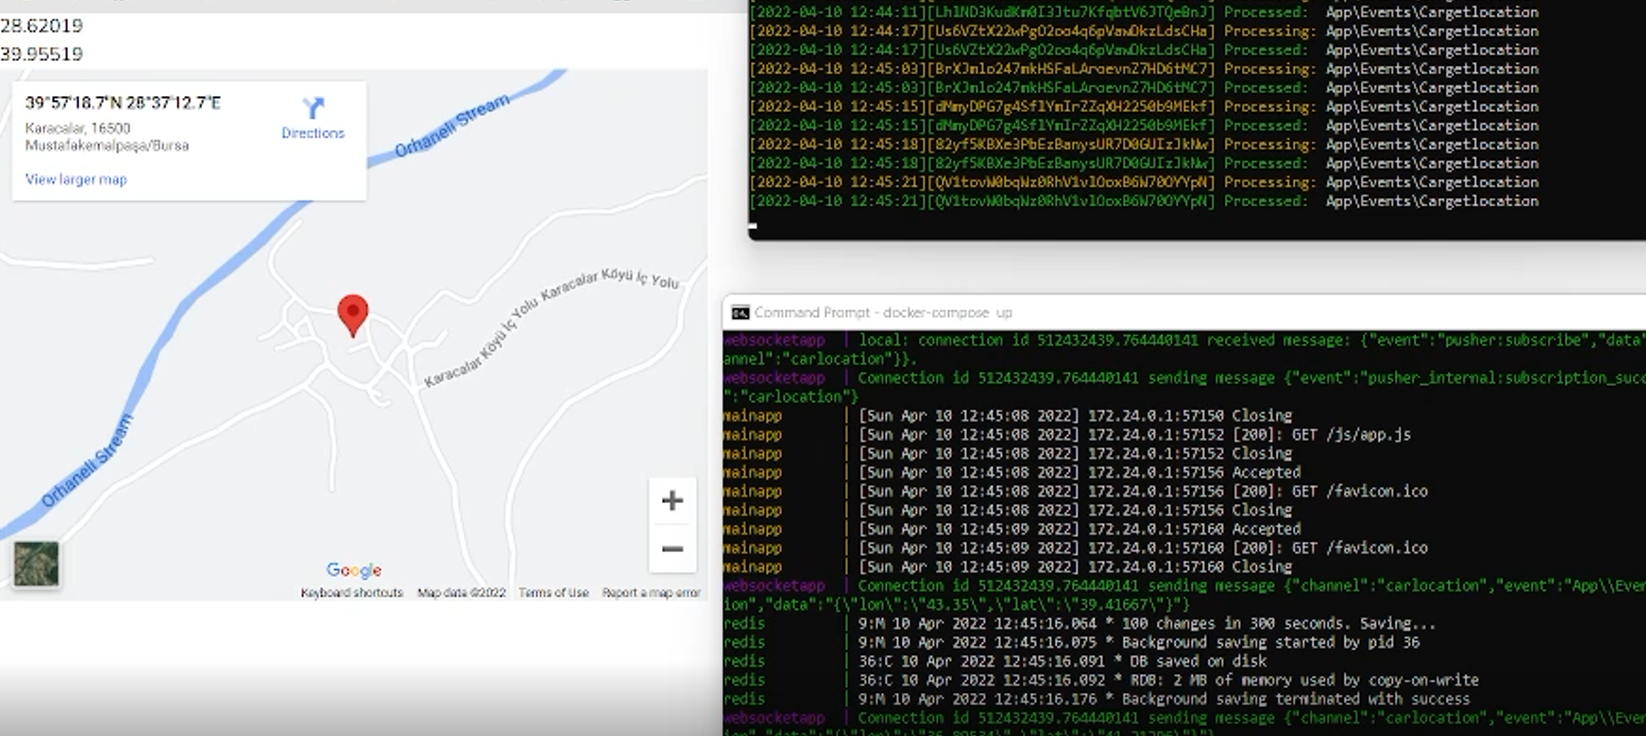 28.62019
39.95519
39°57'18.7"N 28°37'12.7"E
Karacalar, 16500
Mustafakemalpaşa/Bursa
Directions
View larger map
Orhaneli Stream
Karacalar Köyü İç Yolu
Karacalar Köyü İç Yolu
Orhaneli Stream
Google
Keyboard shortcuts
Map data ©2022
Terms of Use
Report a map error
[2022-04-10 12:44:11] Processed: App\Events\Cargetlocation
[2022-04-10 12:44:17] Processing: App\Events\Cargetlocation
[2022-04-10 12:44:17] Processed: App\Events\Cargetlocation
[2022-04-10 12:45:03] Processing: App\Events\Cargetlocation
[2022-04-10 12:45:03] Processed: App\Events\Cargetlocation
[2022-04-10 12:45:15] Processing: App\Events\Cargetlocation
[2022-04-10 12:45:15] Processed: App\Events\Cargetlocation
[2022-04-10 12:45:18] Processing: App\Events\Cargetlocation
[2022-04-10 12:45:18] Processed: App\Events\Cargetlocation
[2022-04-10 12:45:21] Processing: App\Events\Cargetlocation
[2022-04-10 12:45:21] Processed: App\Events\Cargetlocation
Command Prompt - docker-compose up
websocketapp | local: connection id 512432439.764440141 received message: {"event":"pusher:subscribe","data"
annel":"carlocation"}}.
websocketapp | Connection id 512432439.764440141 sending message {"event":"pusher_internal:subscription_succ
":"carlocation"}
mainapp | [Sun Apr 10 12:45:08 2022] 172.24.0.1:57150 Closing
mainapp | [Sun Apr 10 12:45:08 2022] 172.24.0.1:57152 [200]: GET /js/app.js
mainapp | [Sun Apr 10 12:45:08 2022] 172.24.0.1:57152 Closing
mainapp | [Sun Apr 10 12:45:08 2022] 172.24.0.1:57156 Accepted
mainapp | [Sun Apr 10 12:45:08 2022] 172.24.0.1:57156 [200]: GET /favicon.ico
mainapp | [Sun Apr 10 12:45:08 2022] 172.24.0.1:57156 Closing
mainapp | [Sun Apr 10 12:45:09 2022] 172.24.0.1:57160 Accepted
mainapp | [Sun Apr 10 12:45:09 2022] 172.24.0.1:57160 [200]: GET /favicon.ico
mainapp | [Sun Apr 10 12:45:09 2022] 172.24.0.1:57160 Closing
websocketapp | Connection id 512432439.764440141 sending message {"channel":"carlocation","event":"App\\Even
ion","data":"{\"lon\":\"43.35\",\"lat\":\"39.41667\"}"}
redis | 9:M 10 Apr 2022 12:45:16.064 * 100 changes in 300 seconds. Saving...
redis | 9:M 10 Apr 2022 12:45:16.075 * Background saving started by pid 36
redis | 36:C 10 Apr 2022 12:45:16.091 * DB saved on disk
redis | 36:C 10 Apr 2022 12:45:16.092 * RDB: 2 MB of memory used by copy-on-write
redis | 9:M 10 Apr 2022 12:45:16.176 * Background saving terminated with success
websocketapp | Connection id 512432439.764440141 sending message {"channel":"carlocation","event":"App\\Even